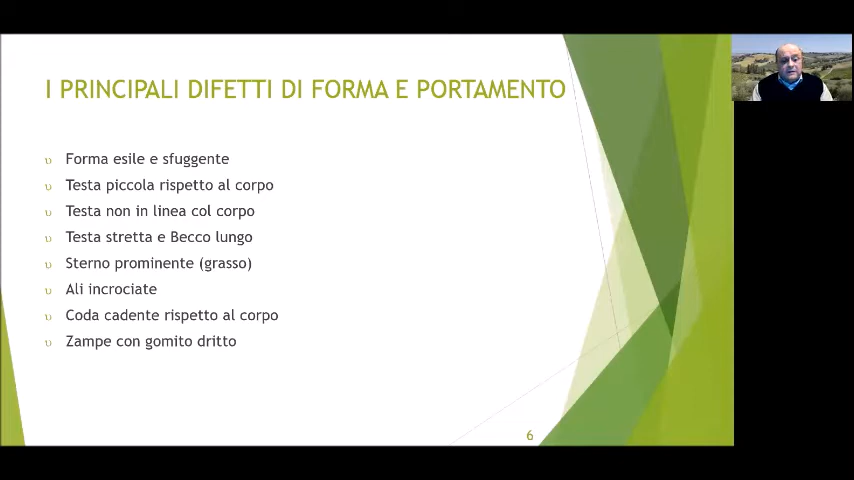 I PRINCIPALI DIFETTI DI FORMA E PORTAMENTO
υ Forma esile e sfuggente
υ Testa piccola rispetto al corpo
υ Testa non in linea col corpo
υ Testa stretta e Becco lungo
υ Sterno prominente (grasso)
υ Ali incrociate
υ Coda cadente rispetto al corpo
υ Zampe con gomito dritto
6